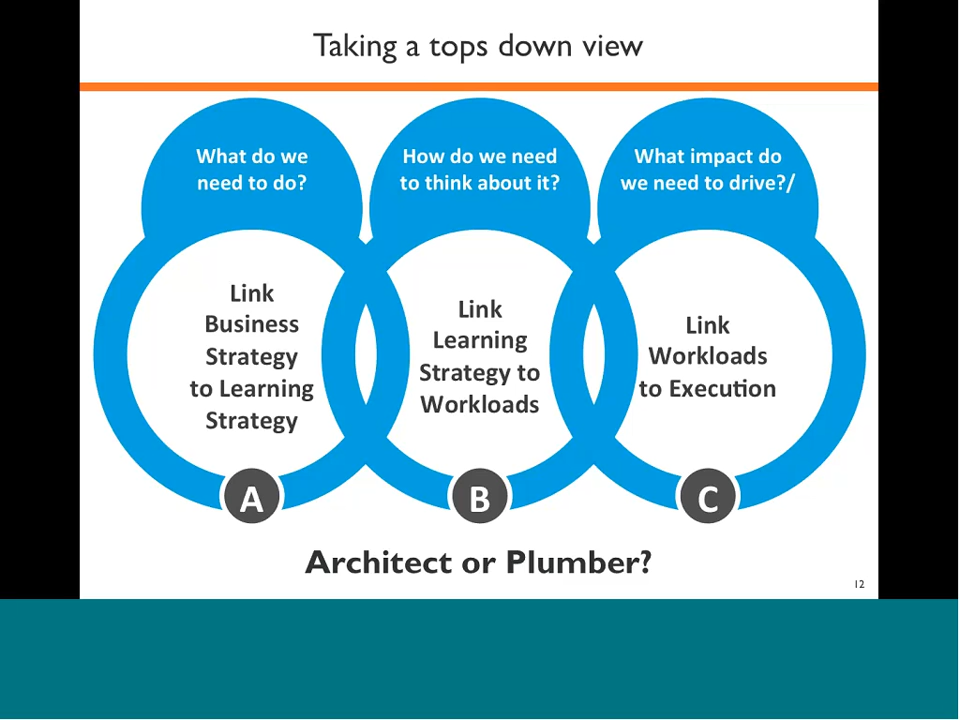 Taking a tops down view
What do we
need to do?
How do we need
to think about it?
What impact do
we need to drive?/
Link
Business
Strategy
to Learning
Strategy
Link
Learning
Strategy to
Workloads
Link
Workloads
to Execution
A
B
C
Architect or Plumber?
12